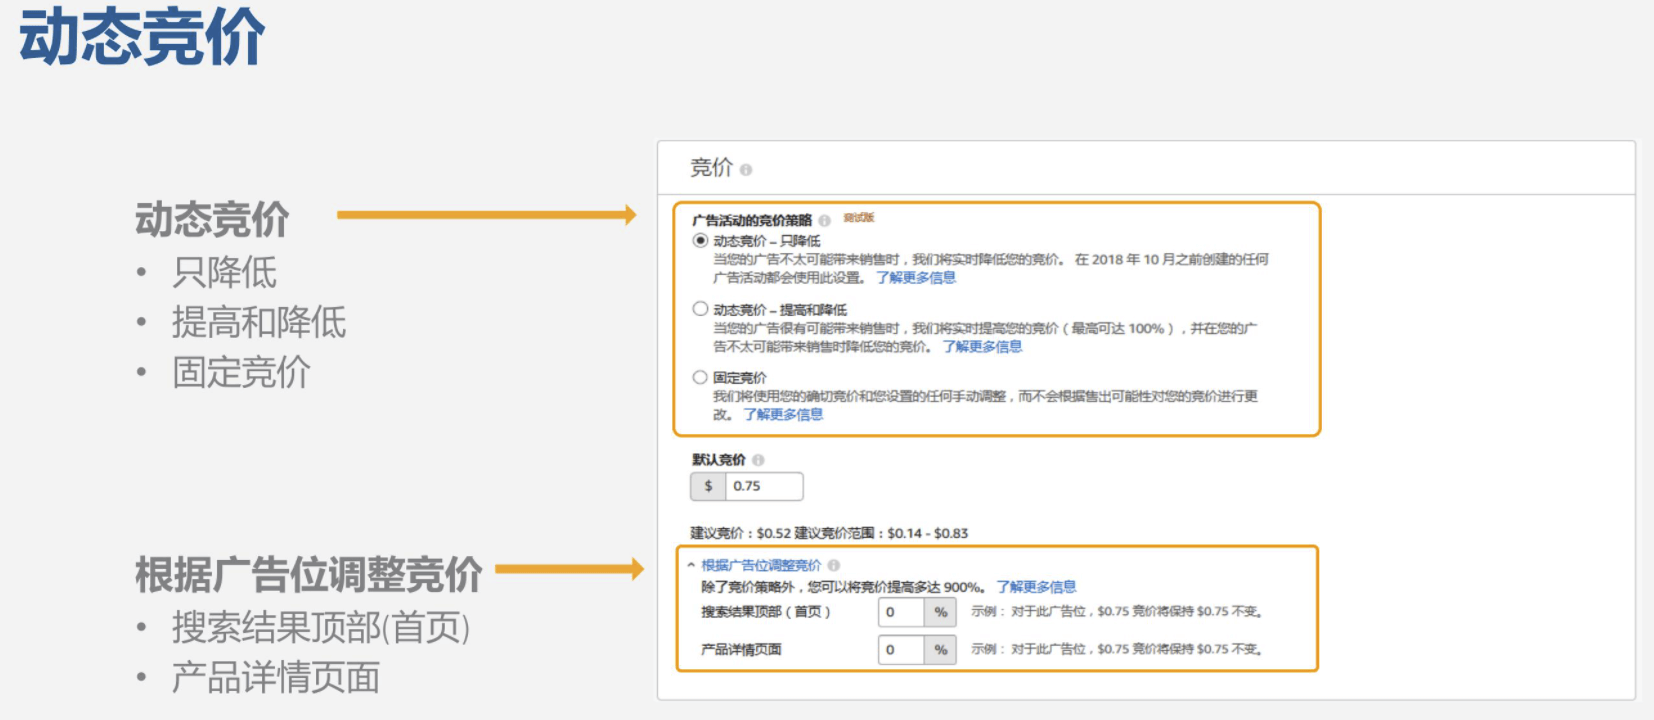 动态竞价
动态竞价
• 只降低
• 提高和降低
• 固定竞价
根据广告位调整竞价
• 搜索结果顶部(首页)
• 产品详情页面
竞价
广告活动的竞价策略 测试版
动态竞价 – 只降低
当您的广告不太可能带来销售时，我们将实时降低您的竞价。 在 2018 年 10 月之前创建的任何
广告活动都会使用此设置。 了解更多信息
动态竞价 – 提高和降低
当您的广告很有可能带来销售时，我们将实时提高您的竞价（最高可达 100%），并在您的广
告不太可能带来销售时降低您的竞价。 了解更多信息
固定竞价
我们将使用您的确切竞价和您设置的任何手动调整，而不会根据售出可能性对您的竞价进行更
改。 了解更多信息
默认竞价
$ 0.75
建议竞价：$0.52 建议竞价范围：$0.14 - $0.83
根据广告位调整竞价
除了竞价策略外，您可以将竞价提高多达 900%。 了解更多信息
搜索结果顶部（首页） 0 % 示例： 对于此广告位，$0.75 竞价将保持 $0.75 不变。
产品详情页面 0 % 示例： 对于此广告位，$0.75 竞价将保持 $0.75 不变。